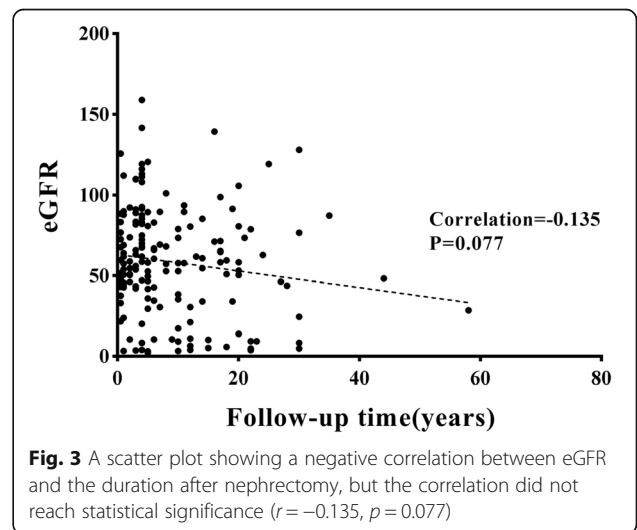 200
150
100
50
0
eGFR
Correlation=-0.135
P=0.077
0 20 40 60 80
Follow-up time(years)
Fig. 3 A scatter plot showing a negative correlation between eGFR
and the duration after nephrectomy, but the correlation did not
reach statistical significance (r = −0.135, p = 0.077)